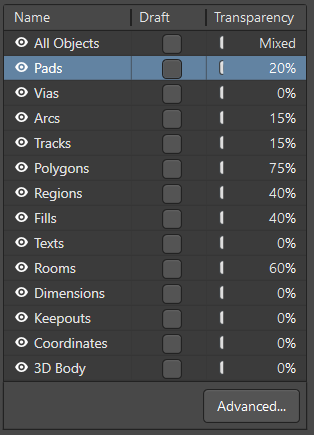 Name Draft Transparency
All Objects Mixed
Pads 20%
Vias 0%
Arcs 15%
Tracks 15%
Polygons 75%
Regions 40%
Fills 40%
Texts 0%
Rooms 60%
Dimensions 0%
Keepouts 0%
Coordinates 0%
3D Body 0%
Advanced...